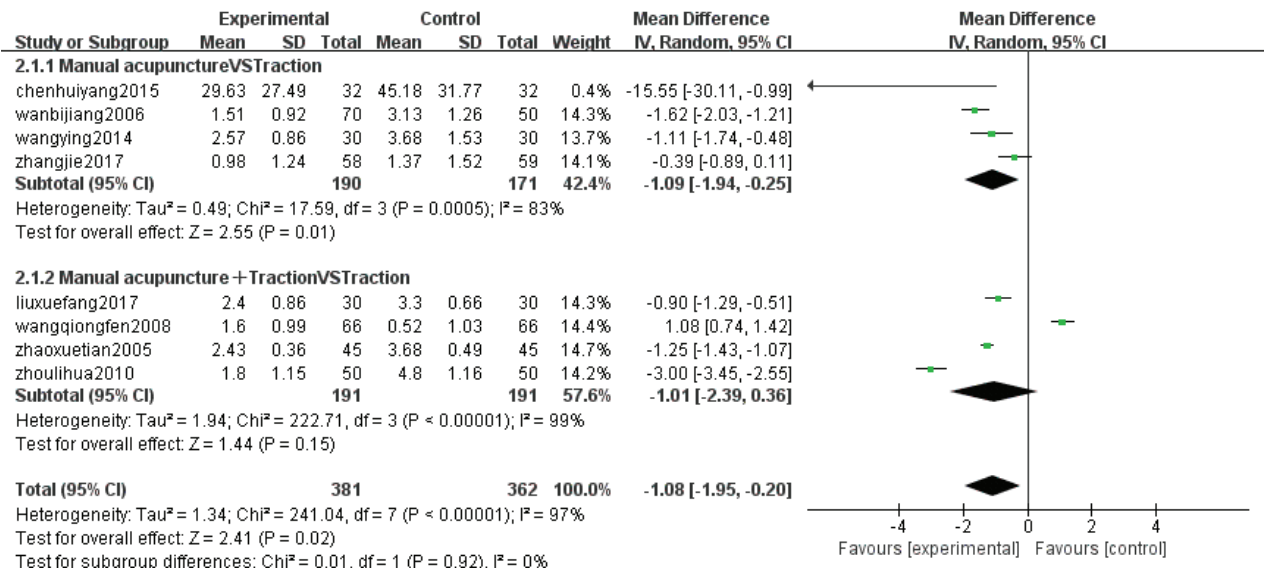 Experimental Control Mean Difference Mean Difference
Study or Subgroup Mean SD Total Mean SD Total Weight IV, Random, 95% CI IV, Random, 95% CI
2.1.1 Manual acupunctureVSTraction
chenhuiyang2015 29.63 27.49 32 45.18 31.77 32 0.4% -15.55 [-30.11, -0.99]
wanbijiang2006 1.51 0.92 70 3.13 1.26 50 14.3% -1.62 [-2.03, -1.21]
wangying2014 2.57 0.86 30 3.68 1.53 30 13.7% -1.11 [-1.74, -0.48]
zhangjie2017 0.98 1.24 58 1.37 1.52 59 14.1% -0.39 [-0.89, 0.11]
Subtotal (95% CI) 190 171 42.4% -1.09 [-1.94, -0.25]
Heterogeneity: Tau² = 0.49; Chi² = 17.59, df = 3 (P = 0.0005); I² = 83%
Test for overall effect: Z = 2.55 (P = 0.01)
2.1.2 Manual acupuncture+TractionVSTraction
liuxuefang2017 2.4 0.86 30 3.3 0.66 30 14.3% -0.90 [-1.29, -0.51]
wangqiongfen2008 1.6 0.99 66 0.52 1.03 66 14.4% 1.08 [0.74, 1.42]
zhaoxuetian2005 2.43 0.36 45 3.68 0.49 45 14.7% -1.25 [-1.43, -1.07]
zhoulihua2010 1.8 1.15 50 4.8 1.16 50 14.2% -3.00 [-3.45, -2.55]
Subtotal (95% CI) 191 191 57.6% -1.01 [-2.39, 0.36]
Heterogeneity: Tau² = 1.94; Chi² = 222.71, df = 3 (P < 0.00001); I² = 99%
Test for overall effect: Z = 1.44 (P = 0.15)
Total (95% CI) 381 362 100.0% -1.08 [-1.95, -0.20]
Heterogeneity: Tau² = 1.34; Chi² = 241.04, df = 7 (P < 0.00001); I² = 97%
Test for overall effect: Z = 2.41 (P = 0.02)
Test for subgroup differences: Chi² = 0.01, df = 1 (P = 0.92), I² = 0%
-4 -2 0 2 4
Favours [experimental] Favours [control]